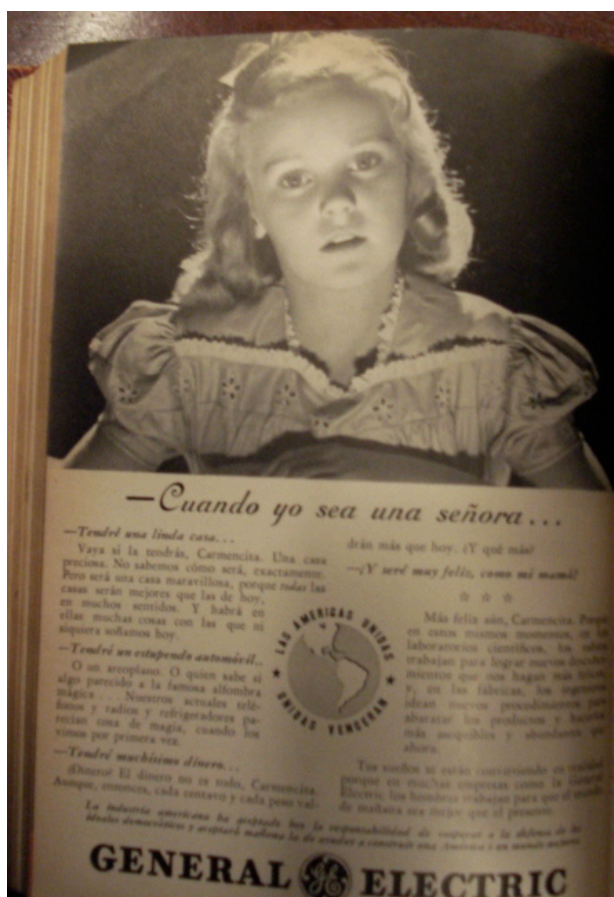 —Cuando yo sea una señora...
—Tendré una linda casa...
Vaya si la tendrás, Carmencita. Una casa
preciosa. No sabemos cómo será, exactamente.
Pero será una casa maravillosa, porque todas las
casas serán mejores que las de hoy,
en muchos sentidos. Y habrá en
ellas muchas cosas con las que ni
siquiera soñamos hoy.
—Tendré un estupendo automóvil..
O un aeroplano. O quien sabe si
algo parecido a la famosa alfombra
mágica... Nuestros actuales telé-
fonos y radios y refrigeradores pa-
recían cosa de magia, cuando los
vimos por primera vez.
—Tendré muchísimo dinero...
¿Dinero? El dinero no es todo, Carmencita.
Aunque, entonces, cada centavo y cada peso val-
drán más que hoy. ¿Y qué más?
—¿Y seré muy feliz, como mi mamá?
☆ ☆ ☆
LAS AMERICAS UNIDAS
UNIDAS VENCERAN
Más feliz aún, Carmencita. Porque
en estos mismos momentos, en los
laboratorios científicos, los sabios
trabajan para lograr nuevos descubri-
mientos que nos hagan más felices,
y, en las fábricas, los ingenieros
idean nuevos procedimientos para
abaratar los productos y hacerlos
más asequibles y abundantes que
ahora.
Tus sueños se están convirtiendo en realidad
porque en muchas empresas como la General
Electric los hombres trabajan para que el mundo
de mañana sea mejor que el presente.
La industria americana ha aceptado hoy la responsabilidad de cooperar a la defensa de los
ideales democráticos y aceptará mañana la de ayudar a construir una América y un mundo mejores.
GENERAL GE ELECTRIC